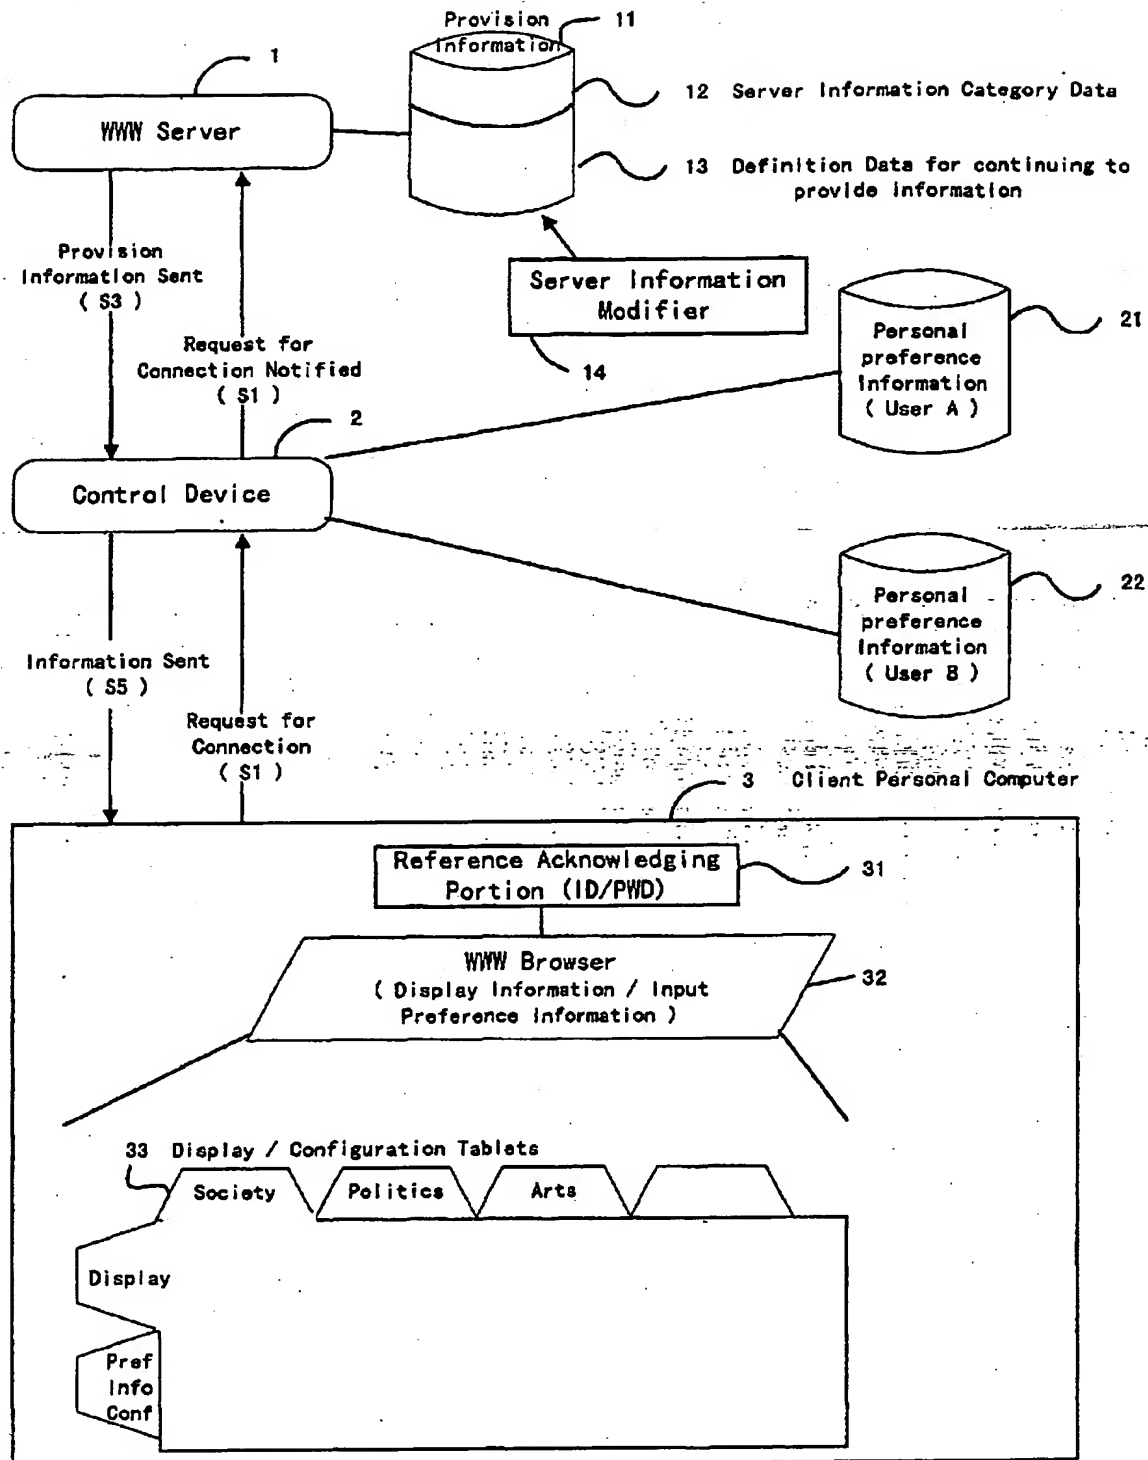 Provision
Information
11
1
WWW Server
12 Server Information Category Data
13 Definition Data for continuing to
provide information
Provision
Information Sent
( S3 )
Server Information
Modifier
14
Request for
Connection Notified
( S1 )
2
Personal
preference
Information
( User A )
21
Control Device
Personal
preference
Information
( User B )
22
Information Sent
( S5 )
Request for
Connection
( S1 )
3 Client Personal Computer
Reference Acknowledging
Portion (ID/PWD)
31
WWW Browser
( Display Information / Input
Preference Information )
32
33 Display / Configuration Tablets
Society
Politics
Arts
Display
Pref
Info
Conf